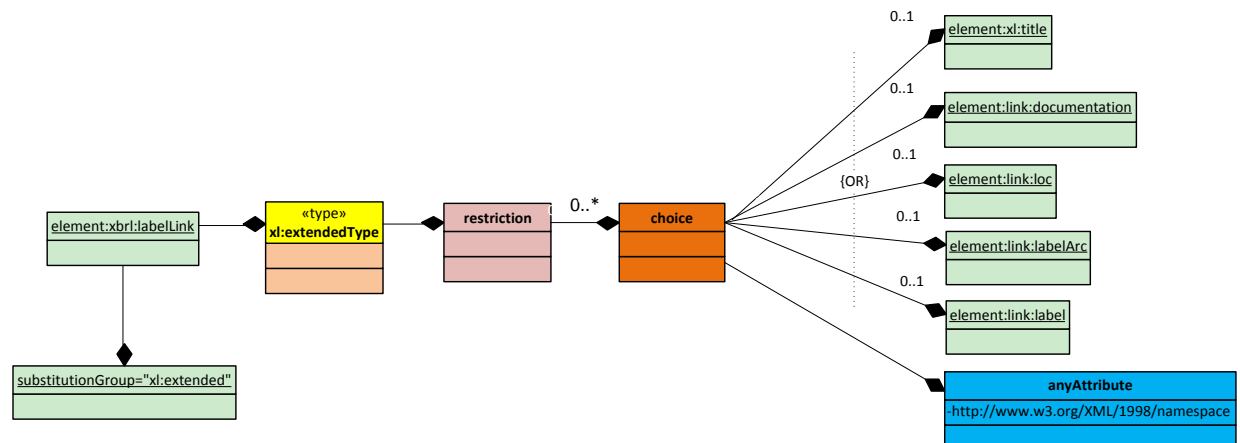 0..1
element:xl:title
0..1
element:link:documentation
0..1
element:link:loc
{OR}
0..1
element:link:labelArc
0..1
element:link:label
element:xbrl:labelLink
«type»
xl:extendedType
restriction
0..*
choice
substitutionGroup="xl:extended"
anyAttribute
-http://www.w3.org/XML/1998/namespace